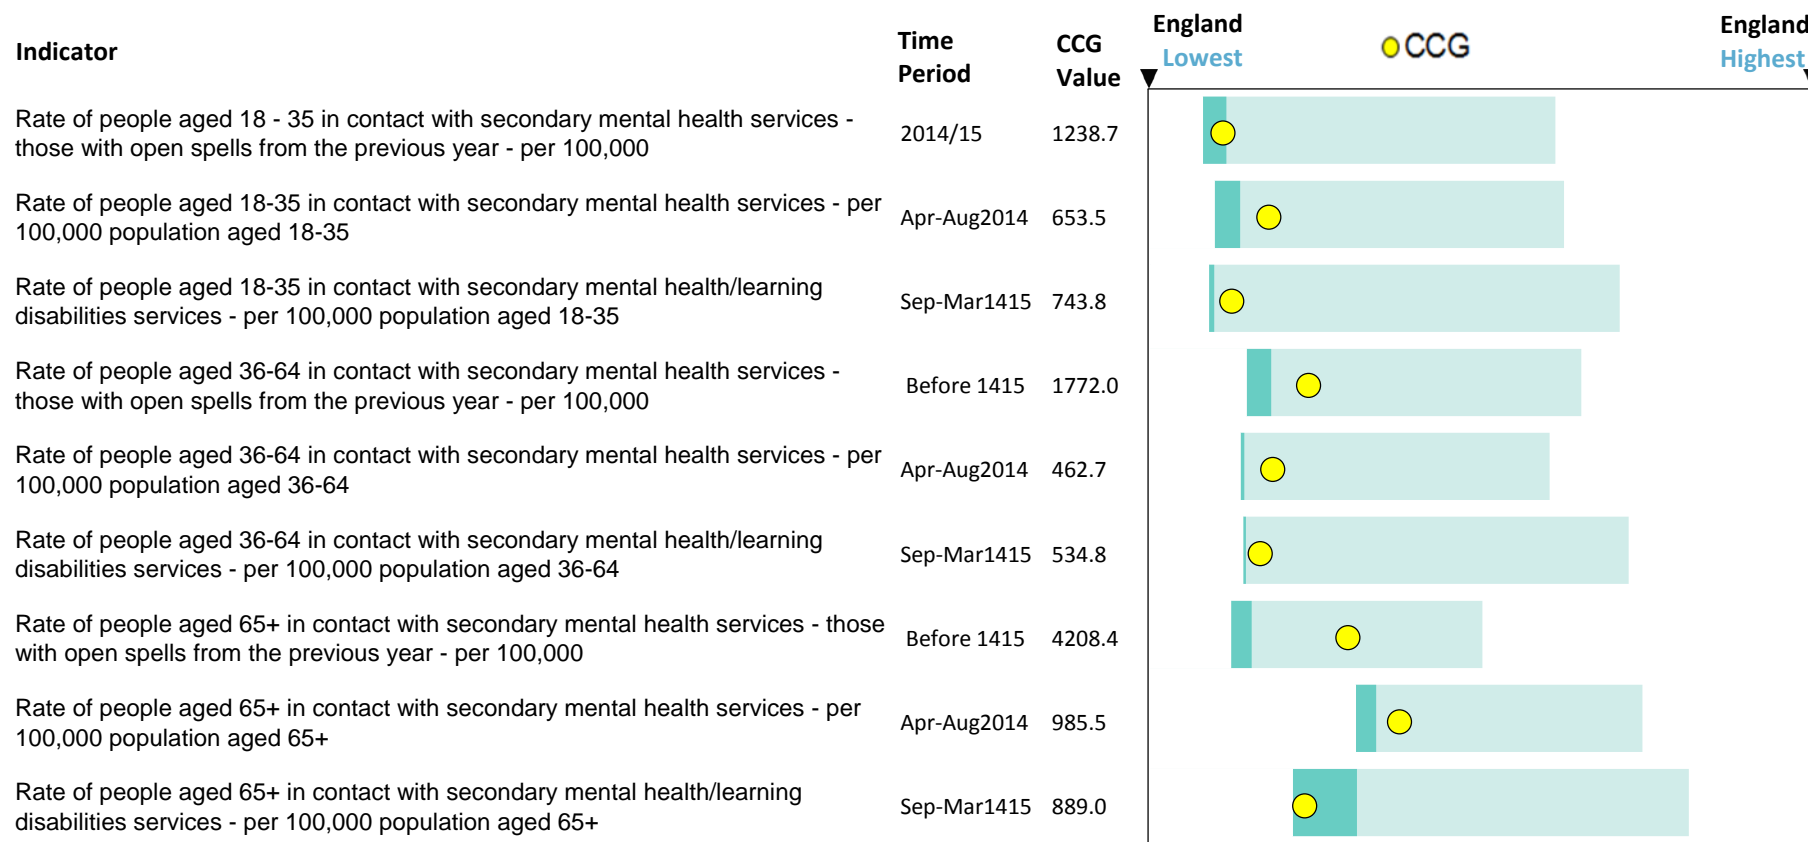 Indicator
Time
Period
CCG
Value
England
Lowest
CCG
England
Highest
Rate of people aged 18 - 35 in contact with secondary mental health services -
those with open spells from the previous year - per 100,000
2014/15
1238.7
Rate of people aged 18-35 in contact with secondary mental health services - per
100,000 population aged 18-35
Apr-Aug2014
653.5
Rate of people aged 18-35 in contact with secondary mental health/learning
disabilities services - per 100,000 population aged 18-35
Sep-Mar1415
743.8
Rate of people aged 36-64 in contact with secondary mental health services -
those with open spells from the previous year - per 100,000
Before 1415
1772.0
Rate of people aged 36-64 in contact with secondary mental health services - per
100,000 population aged 36-64
Apr-Aug2014
462.7
Rate of people aged 36-64 in contact with secondary mental health/learning
disabilities services - per 100,000 population aged 36-64
Sep-Mar1415
534.8
Rate of people aged 65+ in contact with secondary mental health services - those
with open spells from the previous year - per 100,000
Before 1415
4208.4
Rate of people aged 65+ in contact with secondary mental health services - per
100,000 population aged 65+
Apr-Aug2014
985.5
Rate of people aged 65+ in contact with secondary mental health/learning
disabilities services - per 100,000 population aged 65+
Sep-Mar1415
889.0